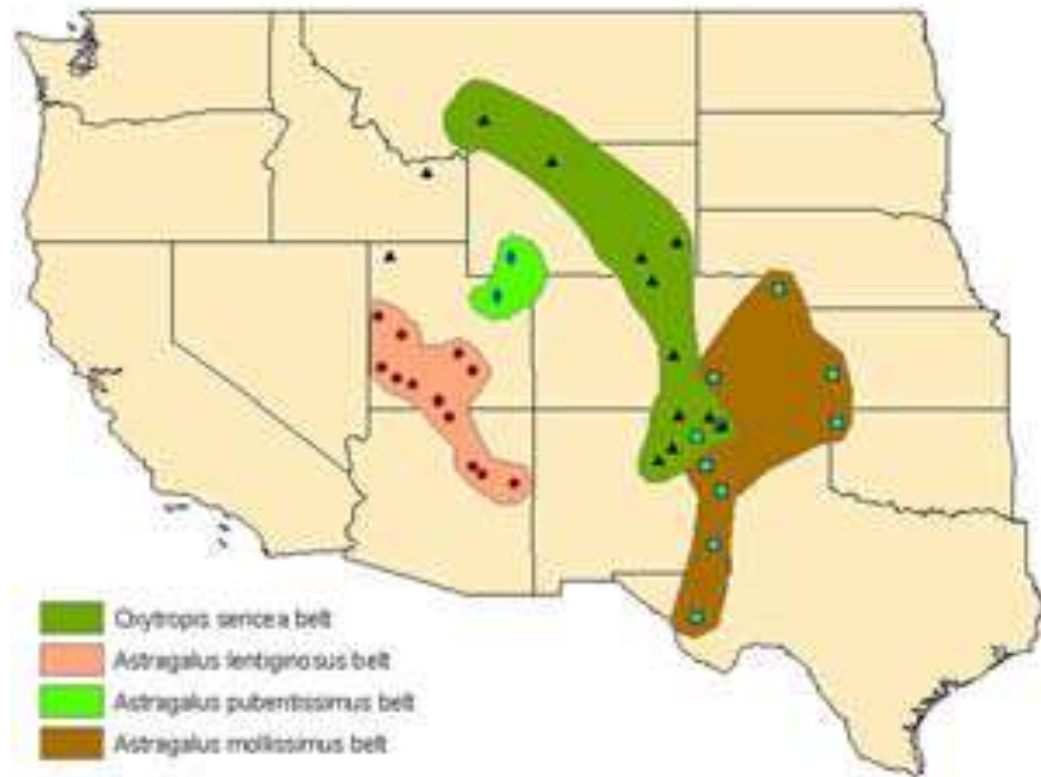 Oxytropis sericea belt
Astragalus lentiginosus belt
Astragalus pubentissimus belt
Astragalus mollissimus belt